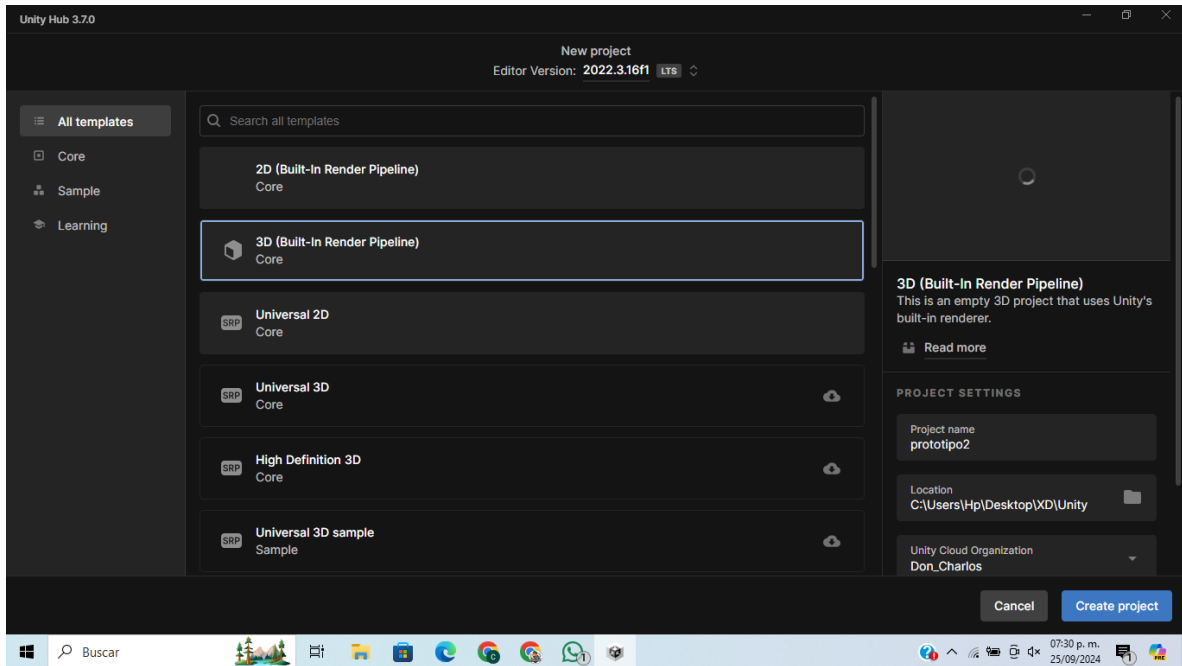 Unity Hub 3.7.0
New project
Editor Version: 2022.3.16f1 LTS
All templates
Core
Sample
Learning
Search all templates
2D (Built-In Render Pipeline)
Core
3D (Built-In Render Pipeline)
Core
SRP
Universal 2D
Core
SRP
Universal 3D
Core
SRP
High Definition 3D
Core
SRP
Universal 3D sample
Sample
3D (Built-In Render Pipeline)
This is an empty 3D project that uses Unity's
built-in renderer.
Read more
PROJECT SETTINGS
Project name
prototipo2
Location
C:\Users\Hp\Desktop\XD\Unity
Unity Cloud Organization
Don_Charlos
Cancel
Create project
Buscar
07:30 p. m.
25/09/2024
1
1
PRE